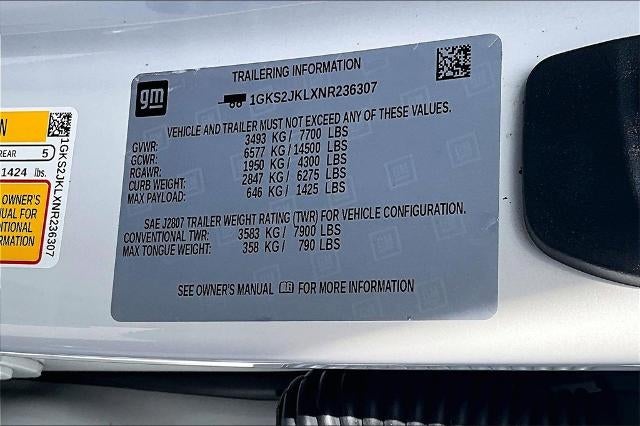 TRAILERING INFORMATION
gm
1GKS2JKLXNR236307
VEHICLE AND TRAILER MUST NOT EXCEED ANY OF THESE VALUES.
GVWR: 3493 KG / 7700 LBS
GCWR: 6577 KG / 14500 LBS
RGAWR: 1950 KG / 4300 LBS
CURB WEIGHT: 2847 KG / 6275 LBS
MAX PAYLOAD: 646 KG / 1425 LBS
SAE J2807 TRAILER WEIGHT RATING (TWR) FOR VEHICLE CONFIGURATION.
CONVENTIONAL TWR: 3583 KG / 7900 LBS
MAX TONGUE WEIGHT: 358 KG / 790 LBS
SEE OWNER'S MANUAL FOR MORE INFORMATION
N
REAR 5
1424 lbs.
OWNER'S
MANUAL FOR
ORMATION
1GKS2JKLXNR236307